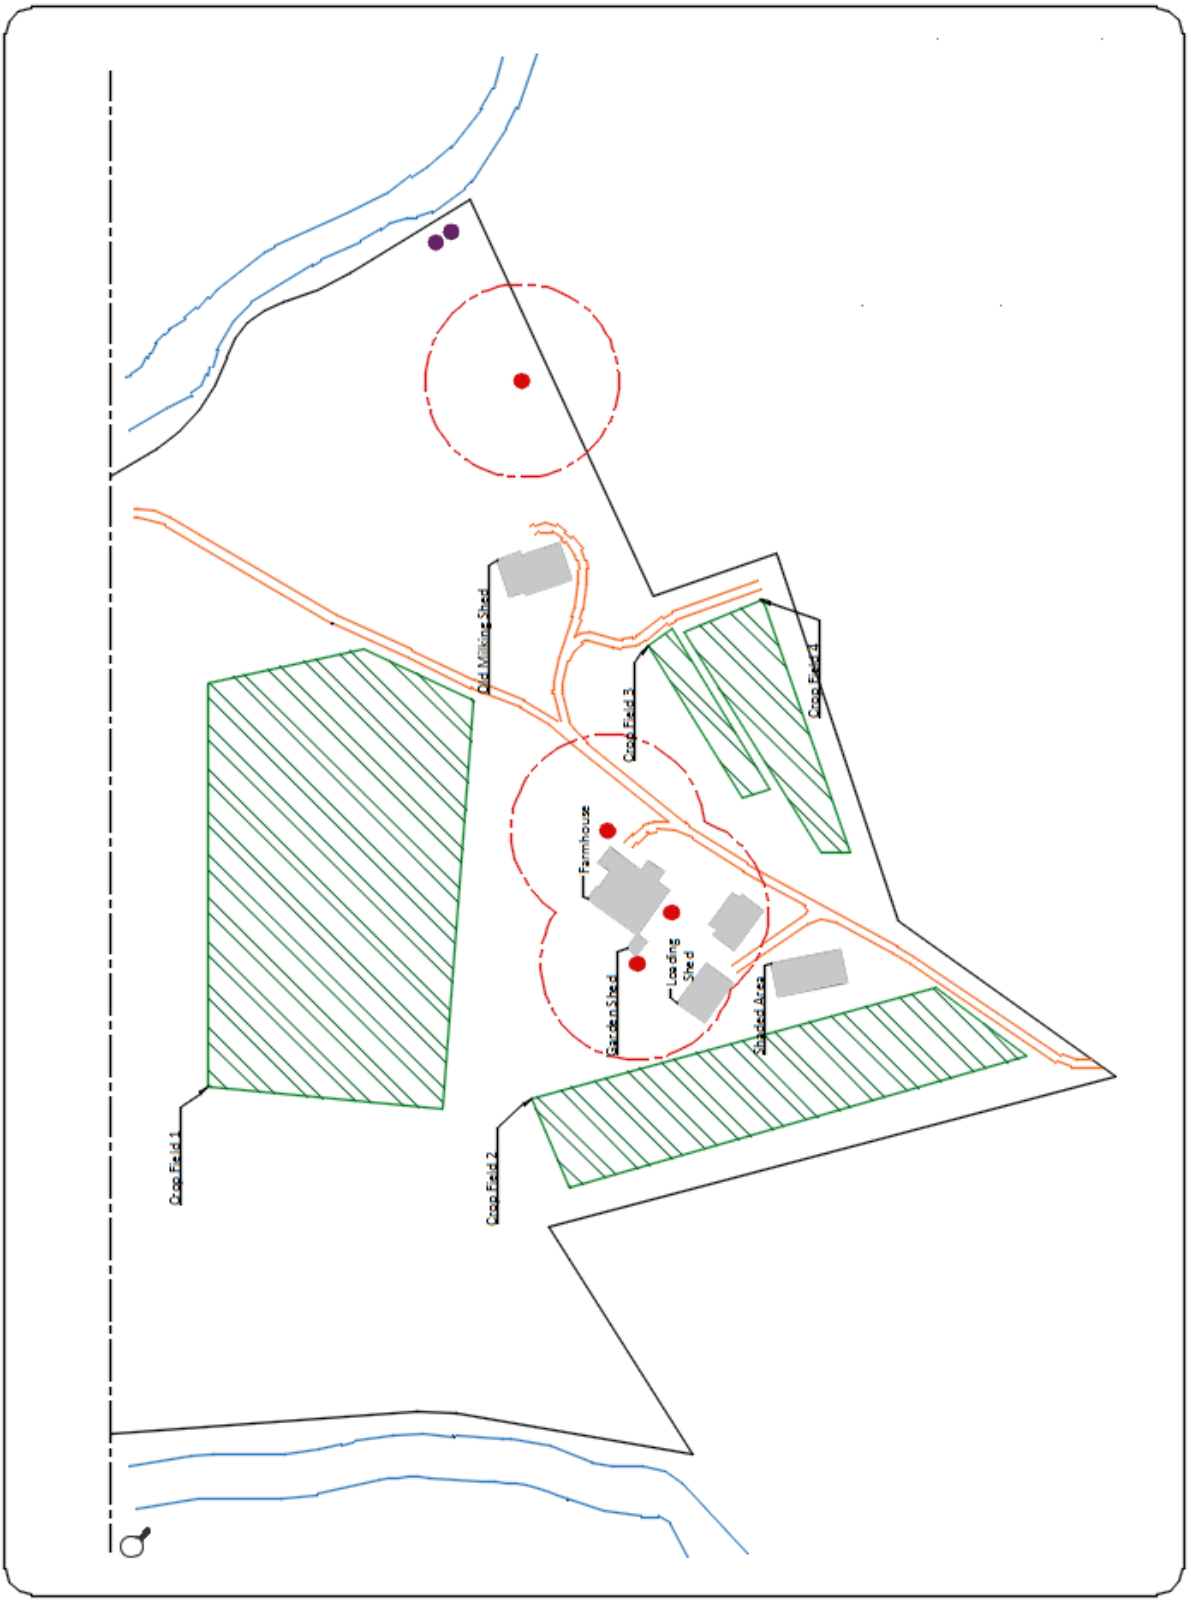 Old Milking Shed
Crop Field 3
Crop Field 4
Farmhouse
Loading
Shed
Garden Shed
Shaded Area
Crop Field 1
Crop Field 2